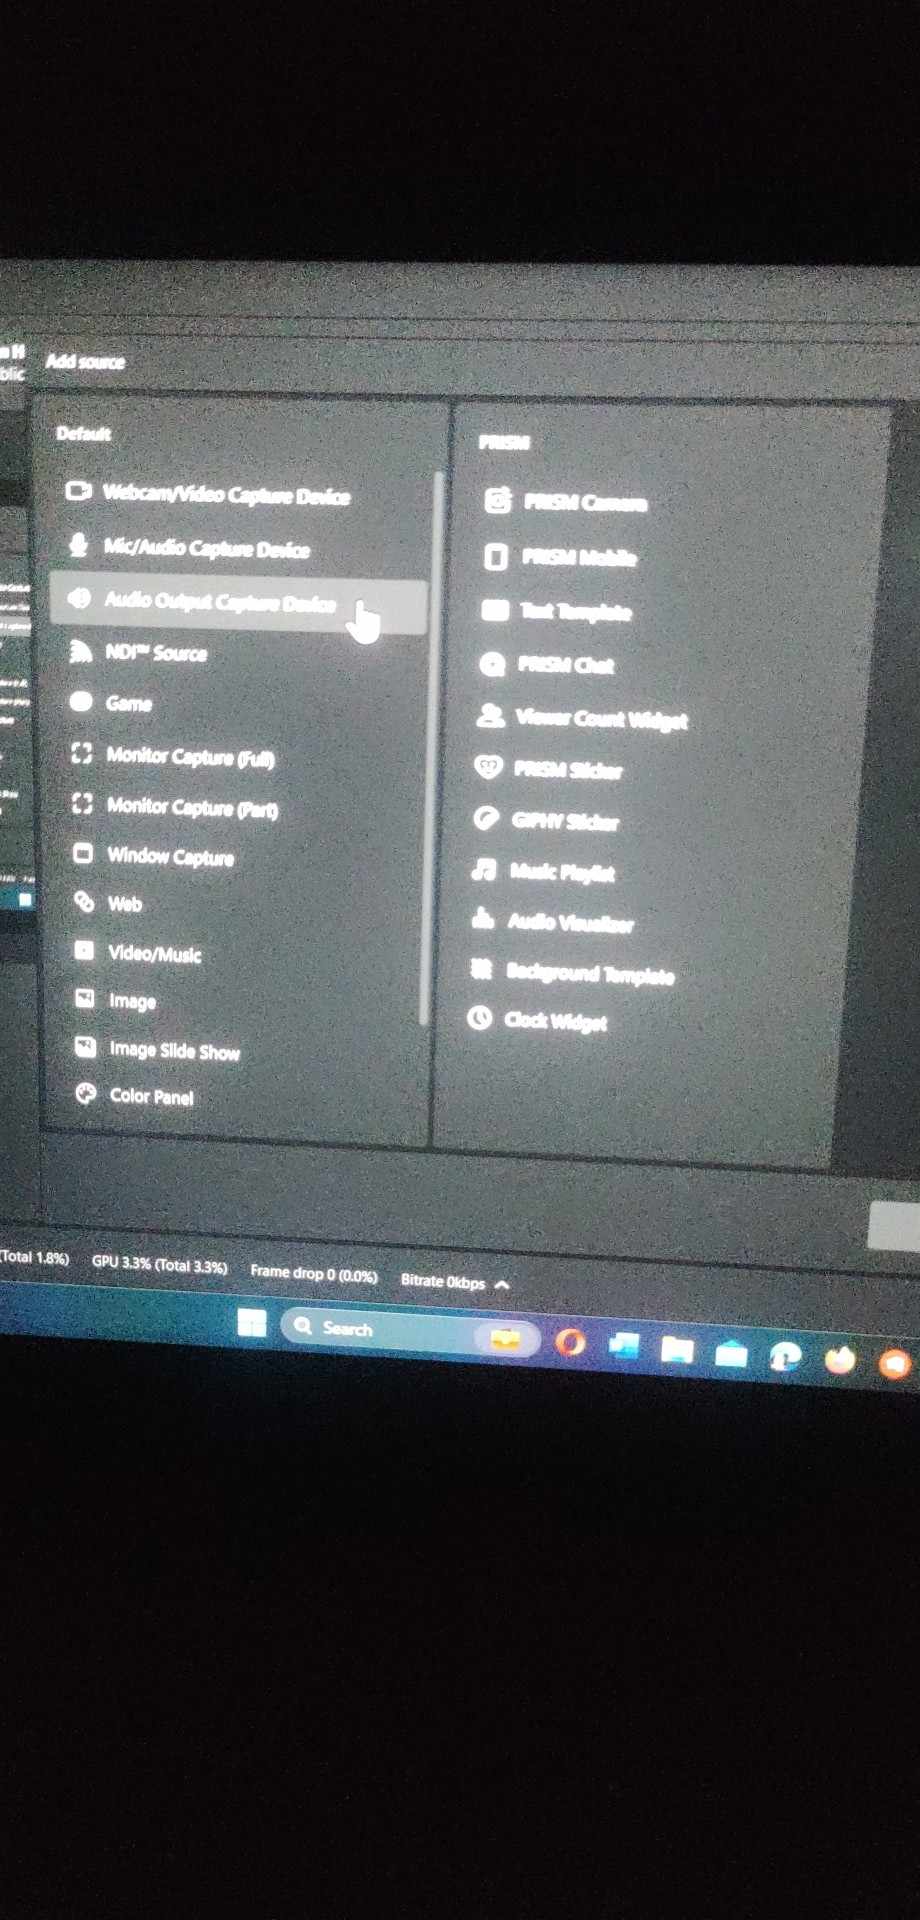 Add source
Default
Webcam/Video Capture Device
Mic/Audio Capture Device
Audio Output Capture Device
NDI™ Source
Game
Monitor Capture (Full)
Monitor Capture (Part)
Window Capture
Web
Video/Music
Image
Image Slide Show
Color Panel
PRISM
PRISM Camera
PRISM Mobile
Text Template
PRISM Chat
Viewer Count Widget
PRISM Sticker
GIPHY Sticker
Music Playlist
Audio Visualizer
Background Template
Clock Widget
(Total 1.8%) GPU 3.3% (Total 3.3%) Frame drop 0 (0.0%) Bitrate 0kbps
Search